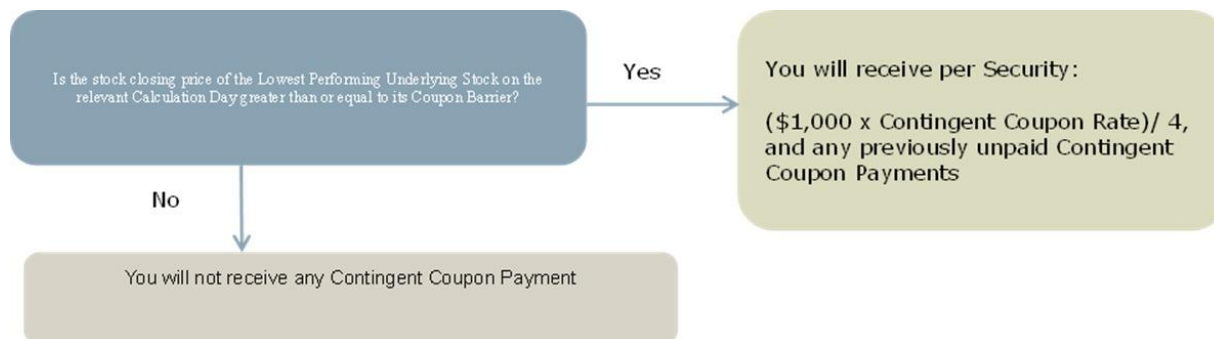 Is the stock closing price of the Lowest Performing Underlying Stock on the
relevant Calculation Day greater than or equal to its Coupon Barrier?
Yes
You will receive per Security:
($1,000 x Contingent Coupon Rate)/ 4,
and any previously unpaid Contingent
Coupon Payments
No
You will not receive any Contingent Coupon Payment